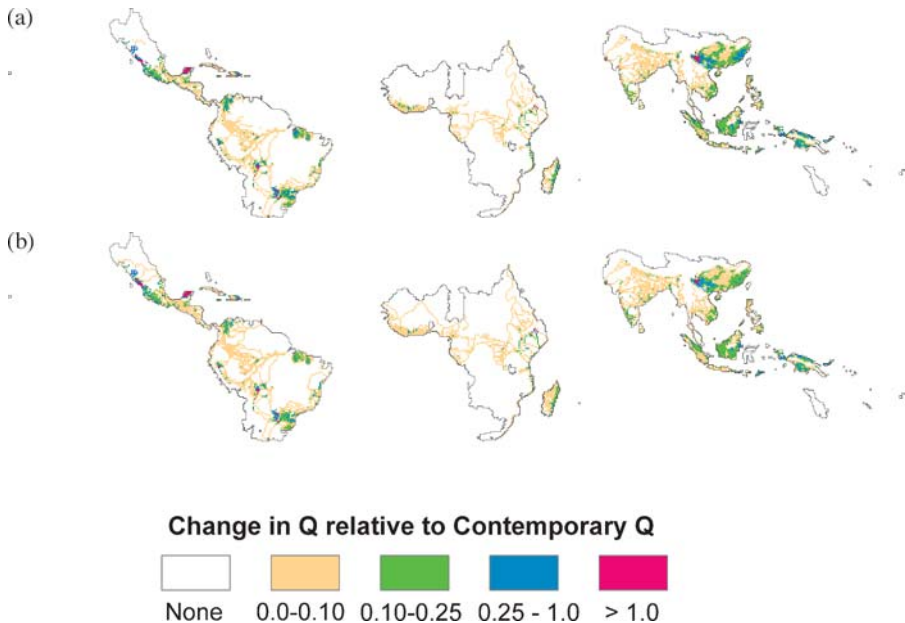 (a)
(b)
Change in Q relative to Contemporary Q
None 0.0-0.10 0.10-0.25 0.25 - 1.0 > 1.0